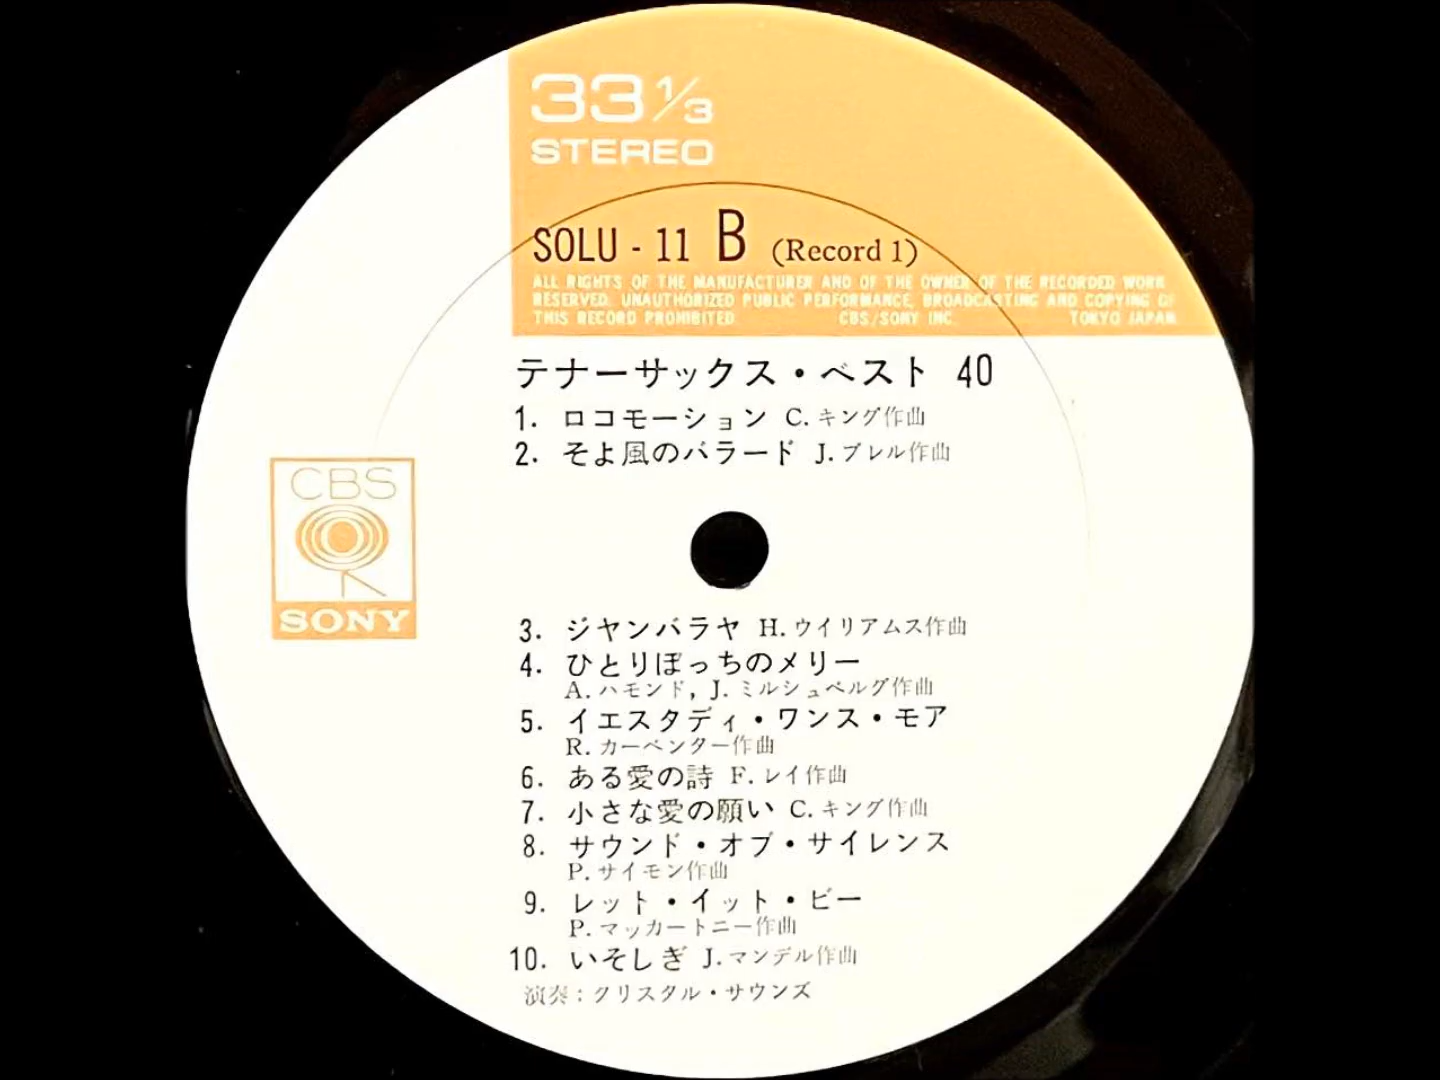 33 1/3
STEREO
SOLU - 11 B (Record 1)
ALL RIGHTS OF THE MANUFACTURER AND OF THE OWNER OF THE RECORDED WORK
RESERVED. UNAUTHORIZED PUBLIC PERFORMANCE, BROADCASTING AND COPYING OF
THIS RECORD PROHIBITED. CBS/SONY INC. TOKYO JAPAN
テナーサックス・ベスト 40
1. ロコモーション C. キング作曲
2. そよ風のバラード J. ブレル作曲
CBS
SONY
3. ジヤンバラヤ H. ウイリアムス作曲
4. ひとりぼっちのメリー
A. ハモンド, J. ミルシュベルグ作曲
5. イエスタディ・ワンス・モア
R. カーペンター作曲
6. ある愛の詩 F. レイ作曲
7. 小さな愛の願い C. キング作曲
8. サウンド・オブ・サイレンス
P. サイモン作曲
9. レット・イット・ビー
P. マッカートニー作曲
10. いそしぎ J. マンデル作曲
演奏：クリスタル・サウンズ